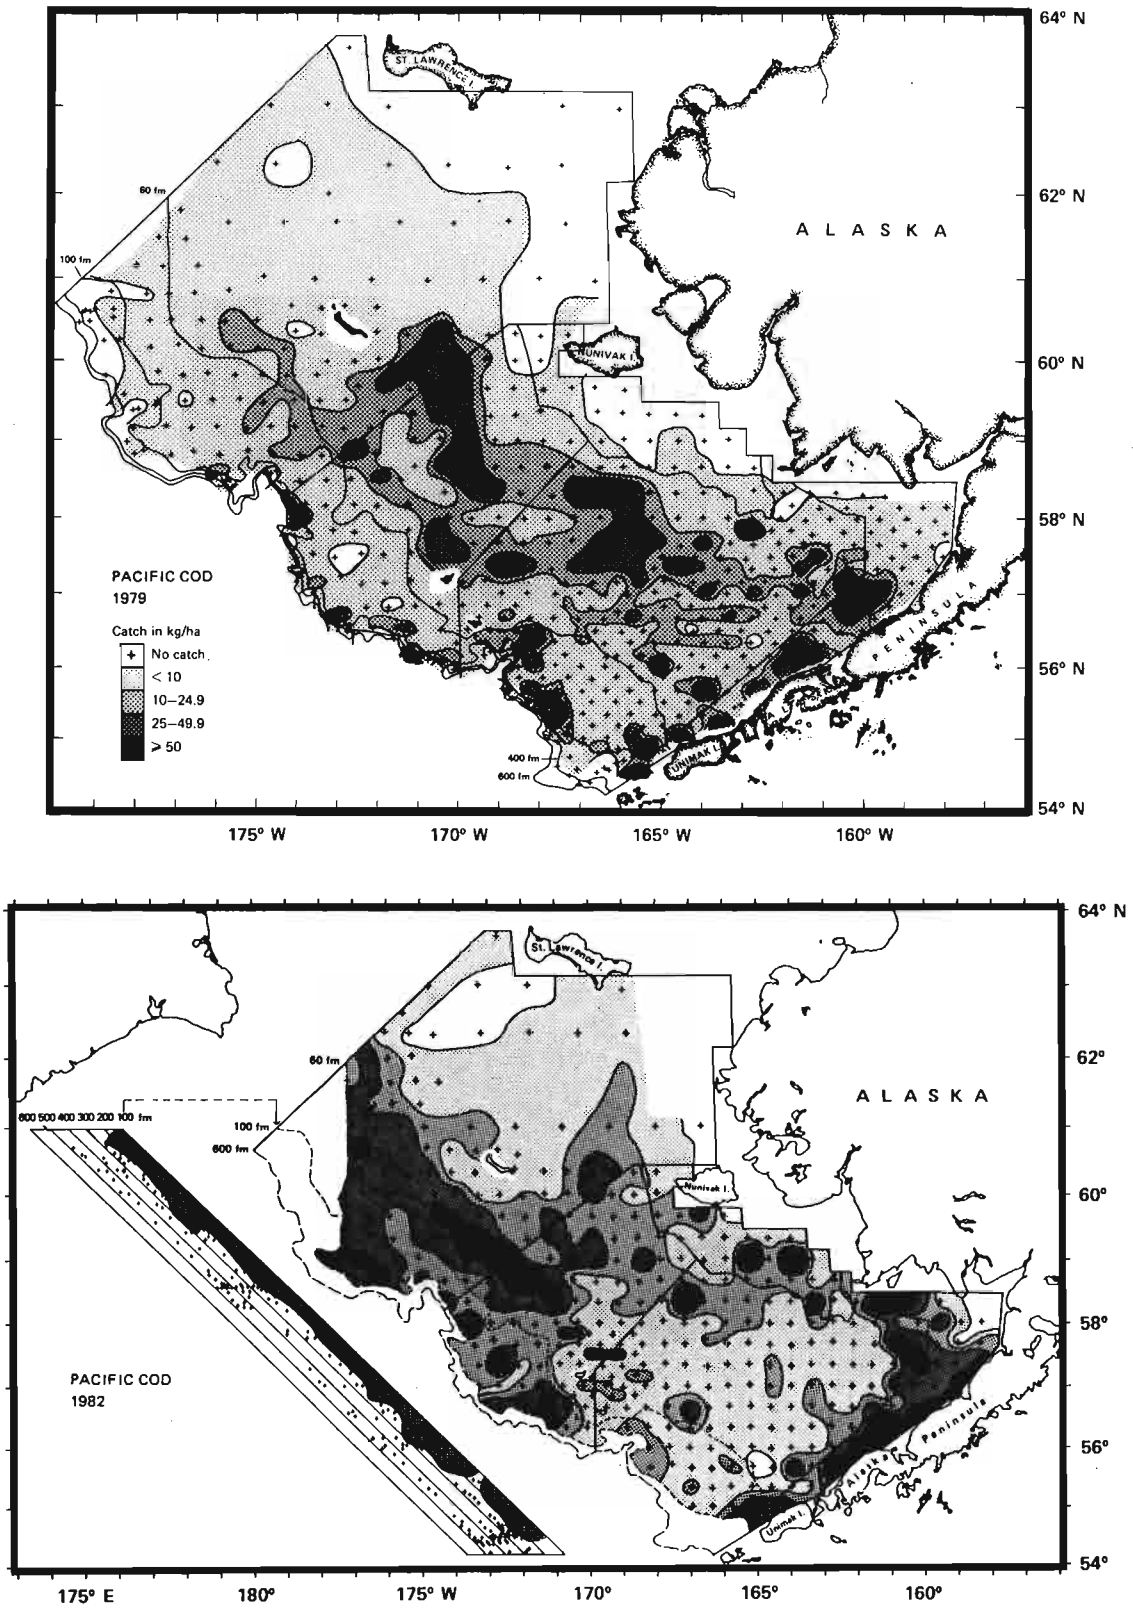 64° N
ST. LAWRENCE I.
60 fm
62° N
ALASKA
100 fm
NUNIVAK I.
60° N
58° N
PACIFIC COD
1979
Catch in kg/ha
+ No catch
< 10
10–24.9
25–49.9
≥ 50
PENINSULA
56° N
400 fm
600 fm
UNIMAK I.
54° N
175° W 170° W 165° W 160° W
64° N
St. Lawrence I.
60 fm
62°
ALASKA
600 500 400 300 200 100 fm
100 fm
600 fm
Nunivak I.
60°
58°
PACIFIC COD
1982
Alaska Peninsula
56°
Unimak I.
54°
175° E 180° 175° W 170° 165° 160°